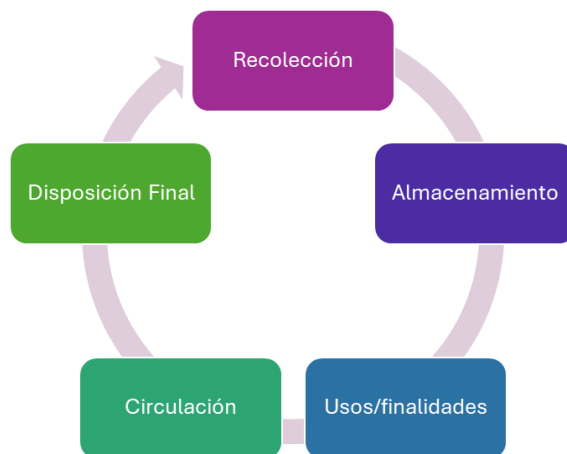 Recolección
Almacenamiento
Usos/finalidades
Circulación
Disposición Final